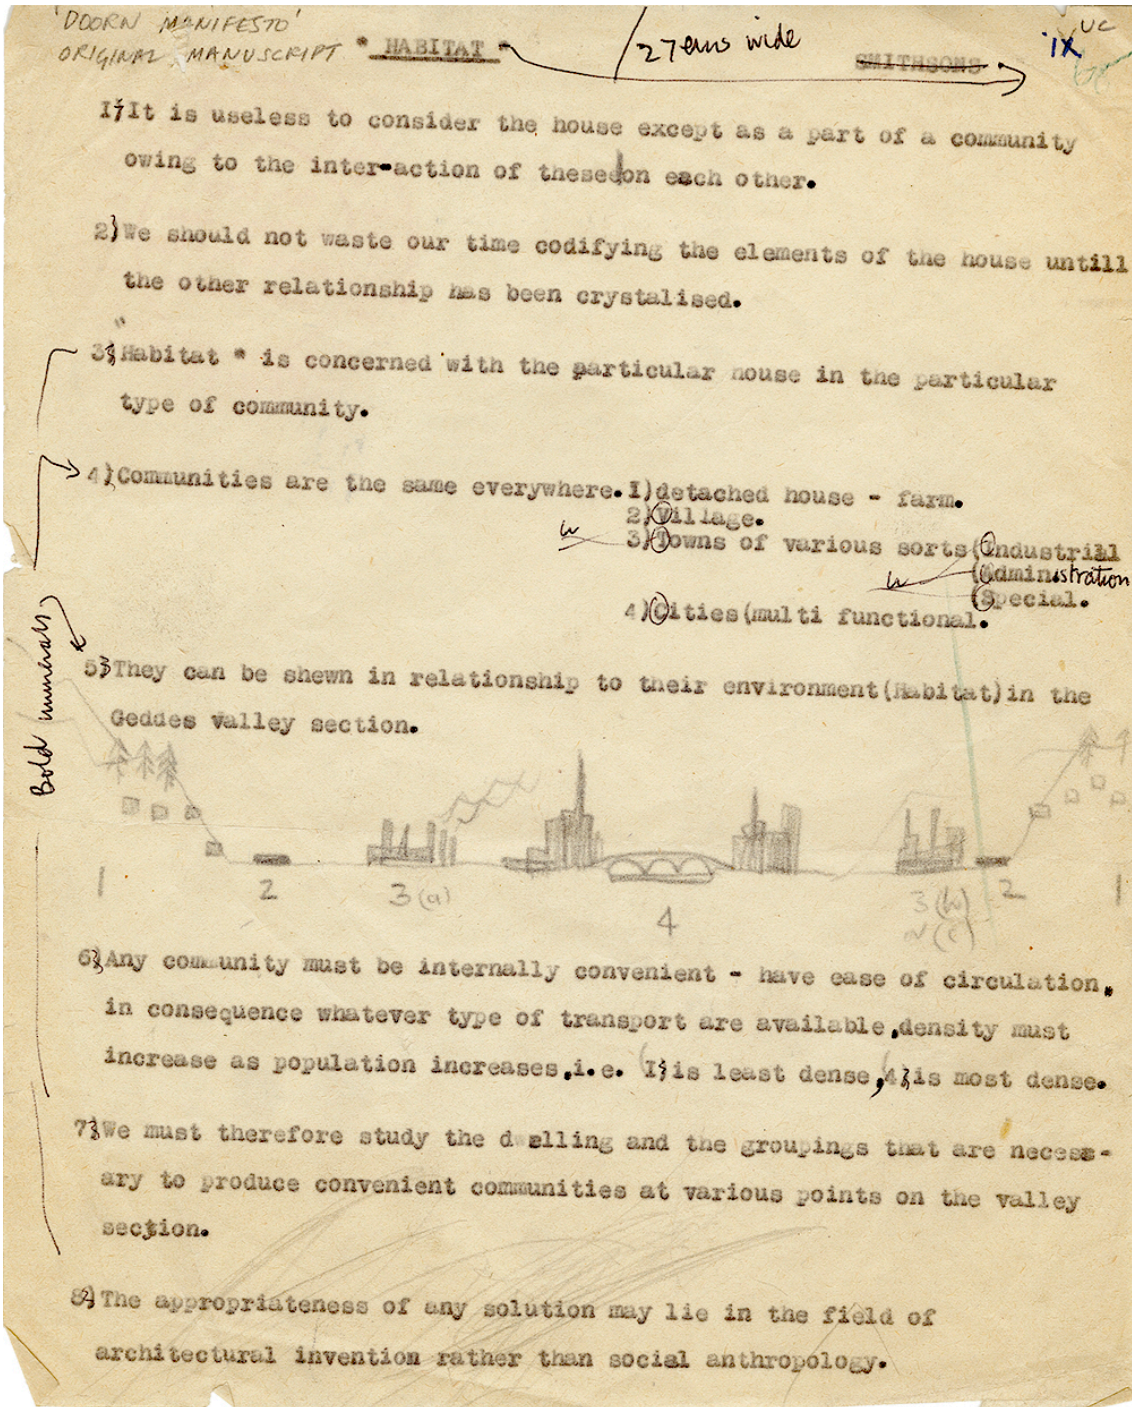 'DOORN MANIFESTO'
ORIGINAL MANUSCRIPT " HABITAT " 27 ems wide
SMITHSONS
IX UC
I) It is useless to consider the house except as a part of a community
owing to the inter-action of these on each other.
2) We should not waste our time codifying the elements of the house untill
the other relationship has been crystalised.
3) "Habitat " is concerned with the particular house in the particular
type of community.
4) Communities are the same everywhere. I) detached house - farm.
2) Village.
3) Towns of various sorts (Industrial
(Administration
(Special.
4) Cities (multi functional.
Bold numerals
5) They can be shewn in relationship to their environment (Habitat) in the
Geddes Valley section.
1 2 3(a) 4 3(b) 2 1
(c)
6) Any community must be internally convenient - have ease of circulation,
in consequence whatever type of transport are available, density must
increase as population increases, i.e. (I) is least dense, (4) is most dense.
7) We must therefore study the dwelling and the groupings that are necess-
ary to produce convenient communities at various points on the valley
section.
8) The appropriateness of any solution may lie in the field of
architectural invention rather than social anthropology.